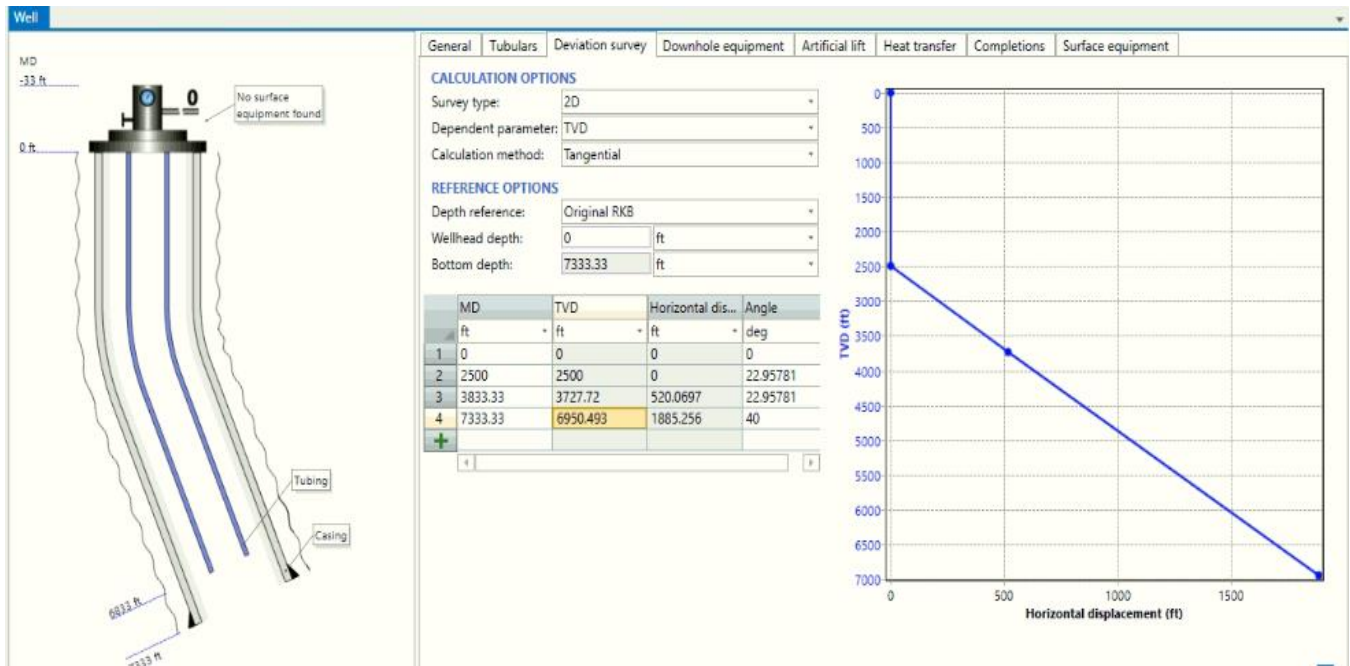 Well
MD
-33 ft
0
No surface
equipment found
0 ft
Tubing
Casing
6833 ft
7333 ft
General Tubulars Deviation survey Downhole equipment Artificial lift Heat transfer Completions Surface equipment
CALCULATION OPTIONS
Survey type: 2D
Dependent parameter: TVD
Calculation method: Tangential
REFERENCE OPTIONS
Depth reference: Original RKB
Wellhead depth: 0 ft
Bottom depth: 7333.33 ft
MD TVD Horizontal dis... Angle
ft ft ft deg
1 0 0 0 0
2 2500 2500 0 22.95781
3 3833.33 3727.72 520.0697 22.95781
4 7333.33 6950.493 1885.256 40
TVD (ft)
0
500
1000
1500
2000
2500
3000
3500
4000
4500
5000
5500
6000
6500
7000
0 500 1000 1500
Horizontal displacement (ft)